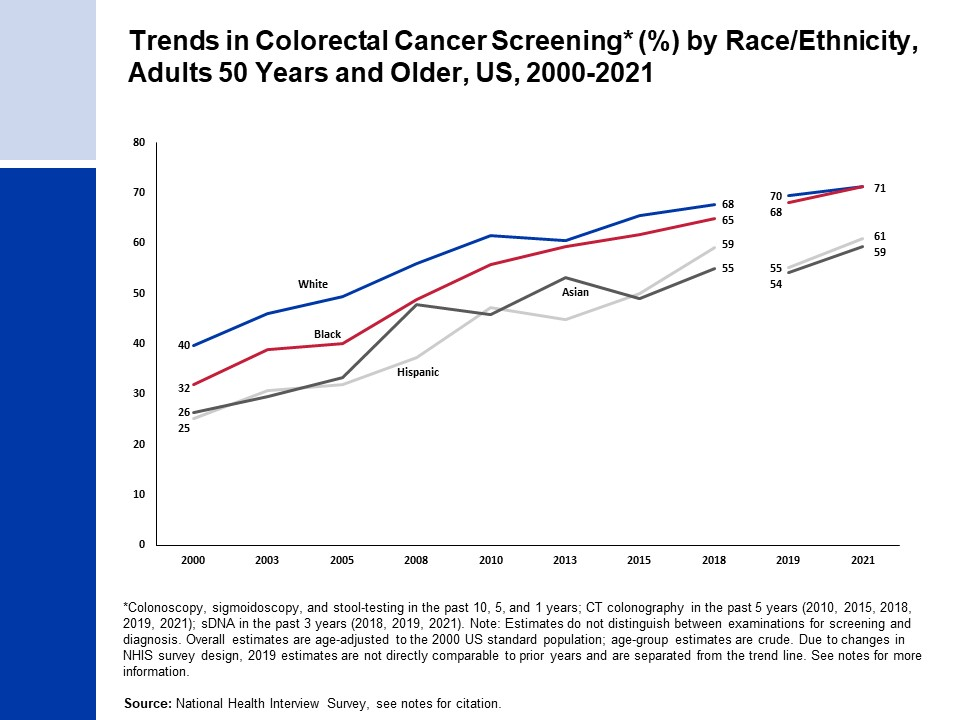 Trends in Colorectal Cancer Screening* (%) by Race/Ethnicity,
Adults 50 Years and Older, US, 2000-2021
80
70
60
50
40
30
20
10
0
White
Black
Hispanic
Asian
40
32
26
25
68
65
59
55
70
68
55
54
71
61
59
2000 2003 2005 2008 2010 2013 2015 2018 2019 2021
*Colonoscopy, sigmoidoscopy, and stool-testing in the past 10, 5, and 1 years; CT colonography in the past 5 years (2010, 2015, 2018,
2019, 2021); sDNA in the past 3 years (2018, 2019, 2021). Note: Estimates do not distinguish between examinations for screening and
diagnosis. Overall estimates are age-adjusted to the 2000 US standard population; age-group estimates are crude. Due to changes in
NHIS survey design, 2019 estimates are not directly comparable to prior years and are separated from the trend line. See notes for more
information.
Source: National Health Interview Survey, see notes for citation.